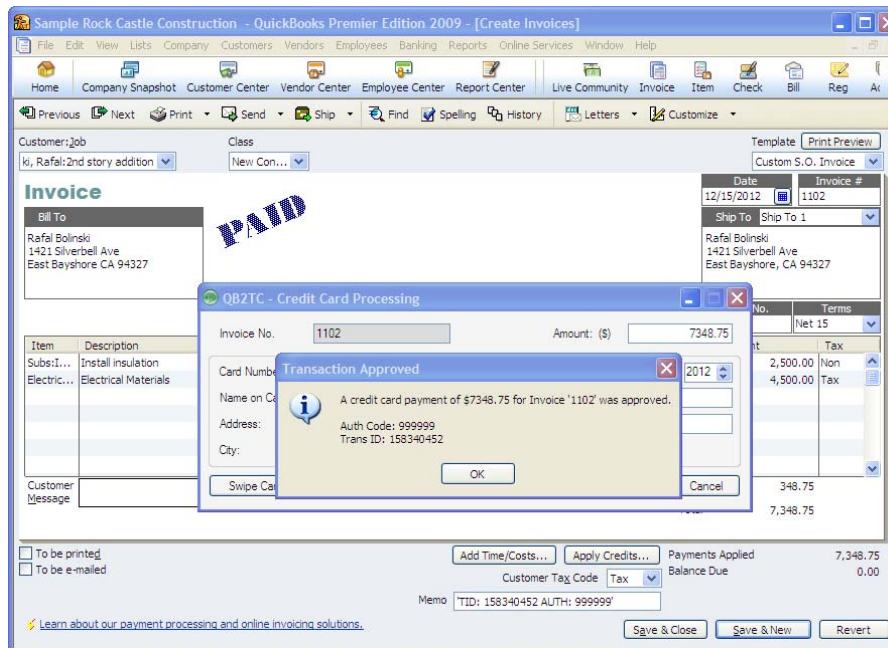 Sample Rock Castle Construction - QuickBooks Premier Edition 2009 - [Create Invoices]
File Edit View Lists Company Customers Vendors Employees Banking Reports Online Services Window Help
Home Company Snapshot Customer Center Vendor Center Employee Center Report Center Live Community Invoice Item Check Bill Reg
Previous Next Print Send Ship Find Spelling History Letters Customize
Customer:Job Class Template Print Preview
ki, Rafal:2nd story addition New Con... Custom S.O. Invoice
Invoice PAID Date Invoice #
12/15/2012 1102
Bill To Ship To Ship To 1
Rafal Bolinski Rafal Bolinski
1421 Silverbell Ave 1421 Silverbell Ave
East Bayshore CA 94327 East Bayshore, CA 94327
QB2TC - Credit Card Processing
No. Terms
Net 15
Invoice No. 1102 Amount: ($) 7348.75
Item Description Tax
Subs:I... Install insulation 2,500.00 Non
Electric... Electrical Materials 4,500.00 Tax
Card Numbe 2012
Name on Ca
Address:
City:
Swipe Ca Cancel
Transaction Approved
A credit card payment of $7348.75 for Invoice '1102' was approved.
Auth Code: 999999
Trans ID: 158340452
OK
Customer Message 348.75
7,348.75
To be printed Add Time/Costs... Apply Credits... Payments Applied 7,348.75
To be e-mailed Customer Tax Code Tax Balance Due 0.00
Memo 'TID: 158340452 AUTH: 999999'
Learn about our payment processing and online invoicing solutions. Save & Close Save & New Revert